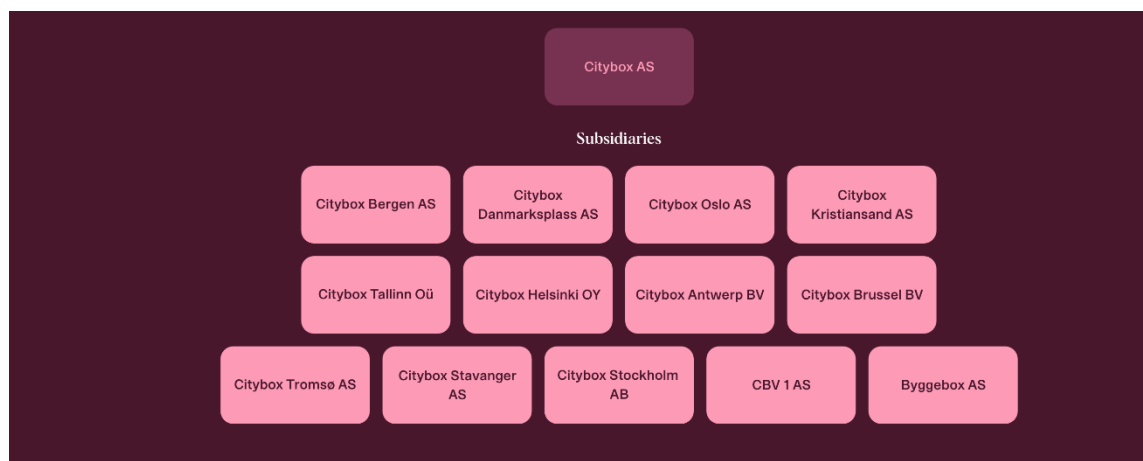 Citybox AS
Subsidiaries
Citybox Bergen AS
Citybox
Danmarksplass AS
Citybox Oslo AS
Citybox
Kristiansand AS
Citybox Tallinn Oü
Citybox Helsinki OY
Citybox Antwerp BV
Citybox Brussel BV
Citybox Tromsø AS
Citybox Stavanger
AS
Citybox Stockholm
AB
CBV 1 AS
Byggebox AS